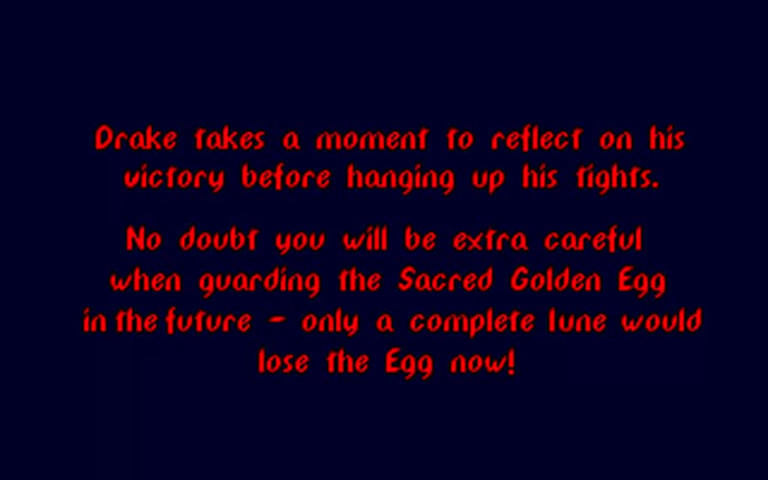 Drake takes a moment to reflect on his
victory before hanging up his tights.
No doubt you will be extra careful
when guarding the Sacred Golden Egg
in the future - only a complete lune would
lose the Egg now!